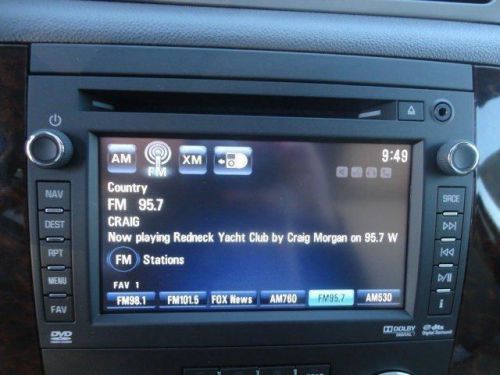 9:49
AM FM XM
Country
FM 95.7
CRAIG
Now playing Redneck Yacht Club by Craig Morgan on 95.7 W
FM Stations
FAV 1
FM98.1 FM101.5 FOX News AM760 FM95.7 AM530
NAV
DEST
RPT
MENU
FAV
SRCE
i
DVD
DOLBY
DIGITAL
dts
Digital Surround